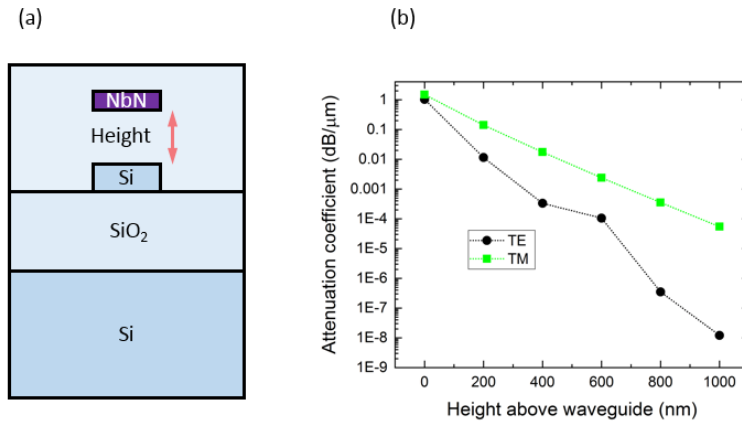 (a)
NbN
Height
Si
SiO₂
Si
(b)
Attenuation coefficient (dB/μm)
1
0.1
0.01
0.001
1E-4
1E-5
1E-6
1E-7
1E-8
1E-9
TE
TM
0 200 400 600 800 1000
Height above waveguide (nm)